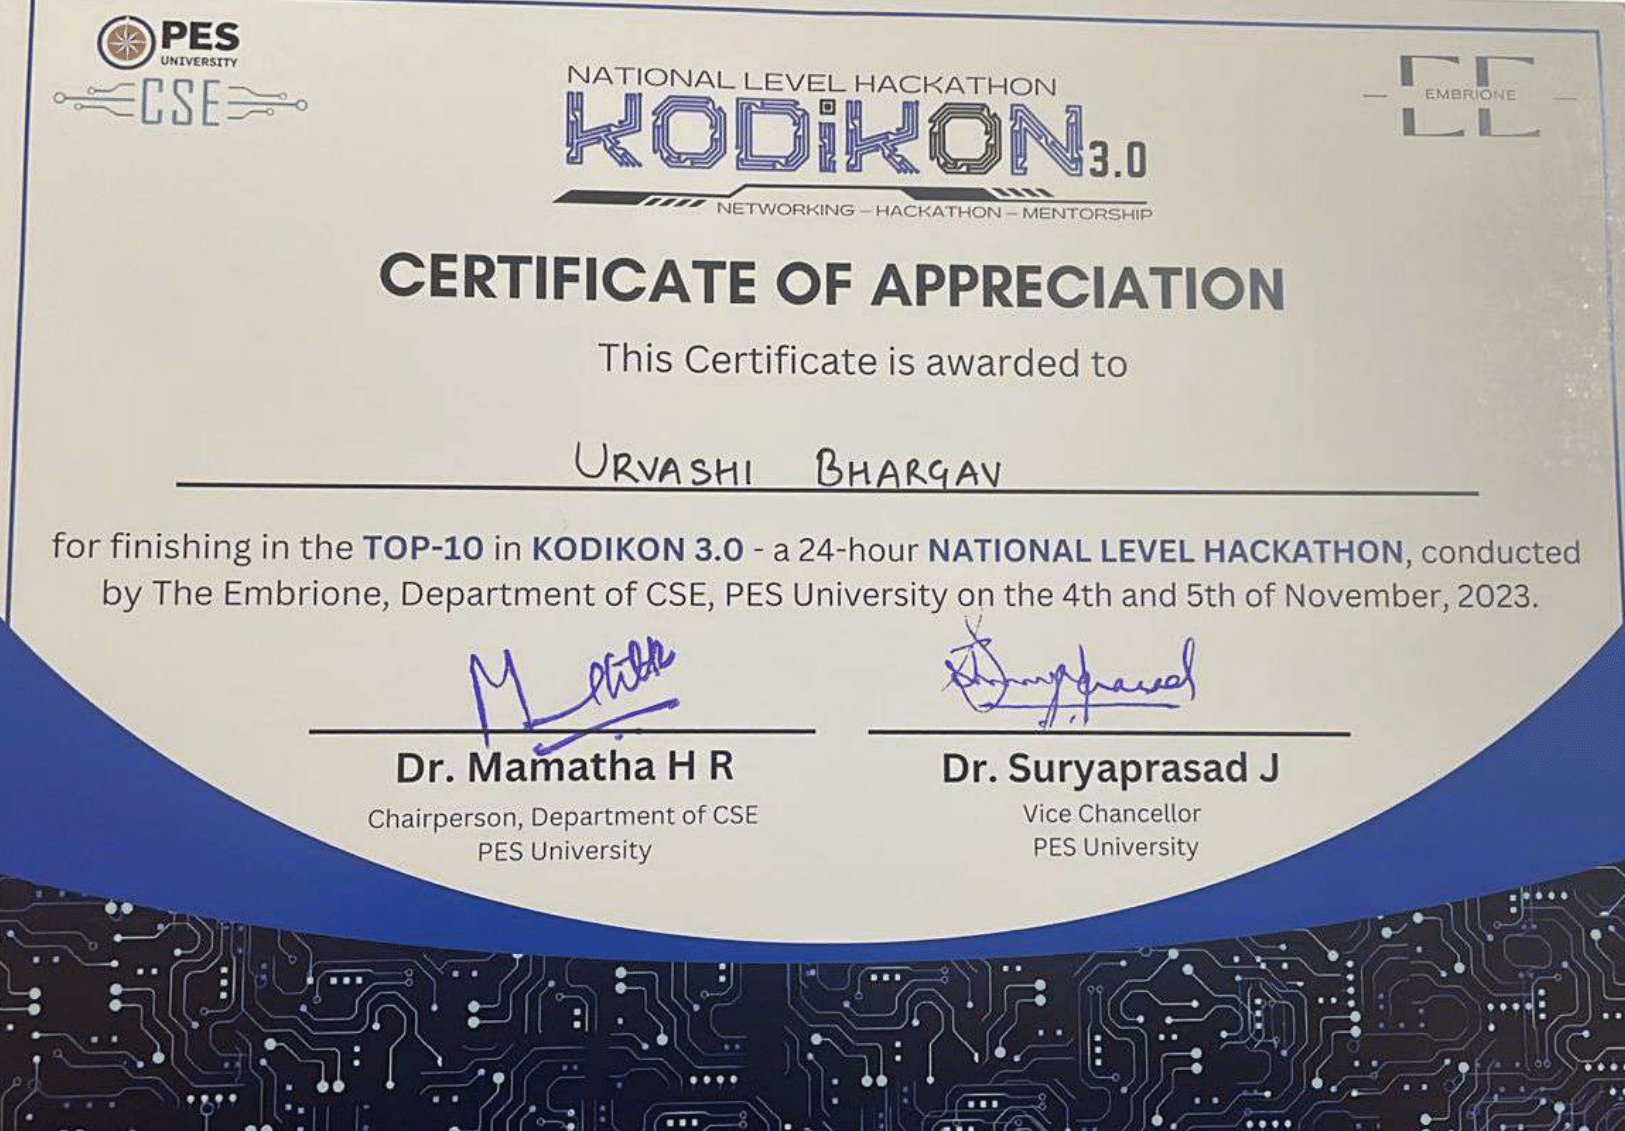 PES
UNIVERSITY
CSE
NATIONAL LEVEL HACKATHON
KODiKON 3.0
NETWORKING – HACKATHON – MENTORSHIP
EMBRIONE
CERTIFICATE OF APPRECIATION
This Certificate is awarded to
URVASHI BHARGAV
for finishing in the TOP-10 in KODIKON 3.0 - a 24-hour NATIONAL LEVEL HACKATHON, conducted
by The Embrione, Department of CSE, PES University on the 4th and 5th of November, 2023.
Dr. Mamatha H R
Chairperson, Department of CSE
PES University
Dr. Suryaprasad J
Vice Chancellor
PES University